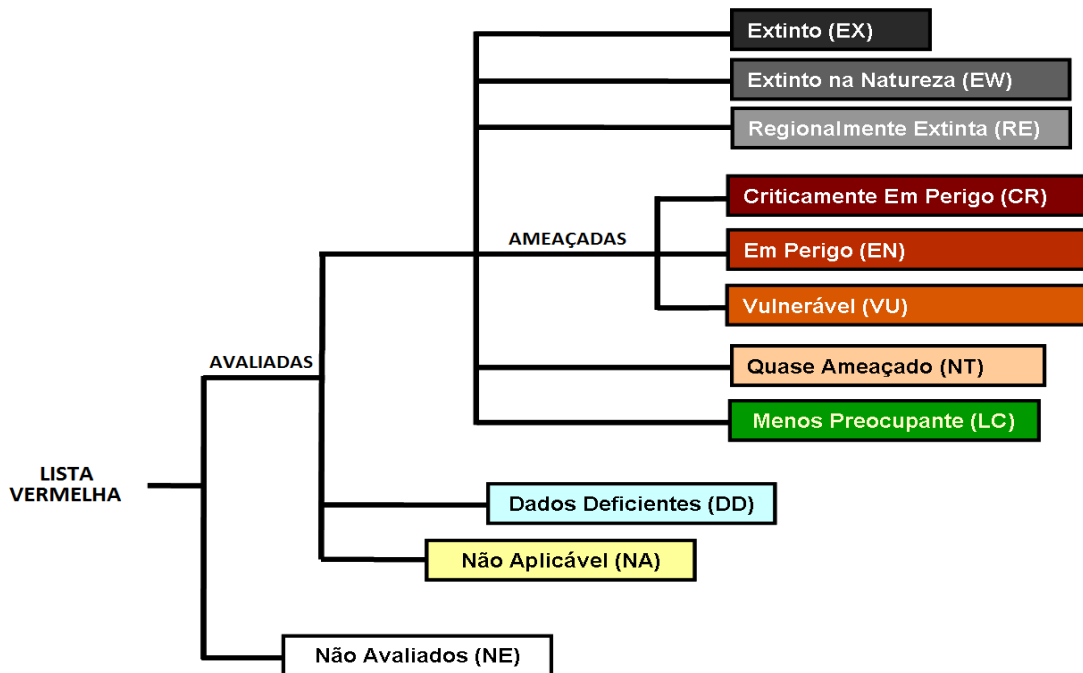 Extinto (EX)
Extinto na Natureza (EW)
Regionalmente Extinta (RE)
Criticamente Em Perigo (CR)
AMEAÇADAS
Em Perigo (EN)
Vulnerável (VU)
AVALIADAS
Quase Ameaçado (NT)
Menos Preocupante (LC)
LISTA
VERMELHA
Dados Deficientes (DD)
Não Aplicável (NA)
Não Avaliados (NE)